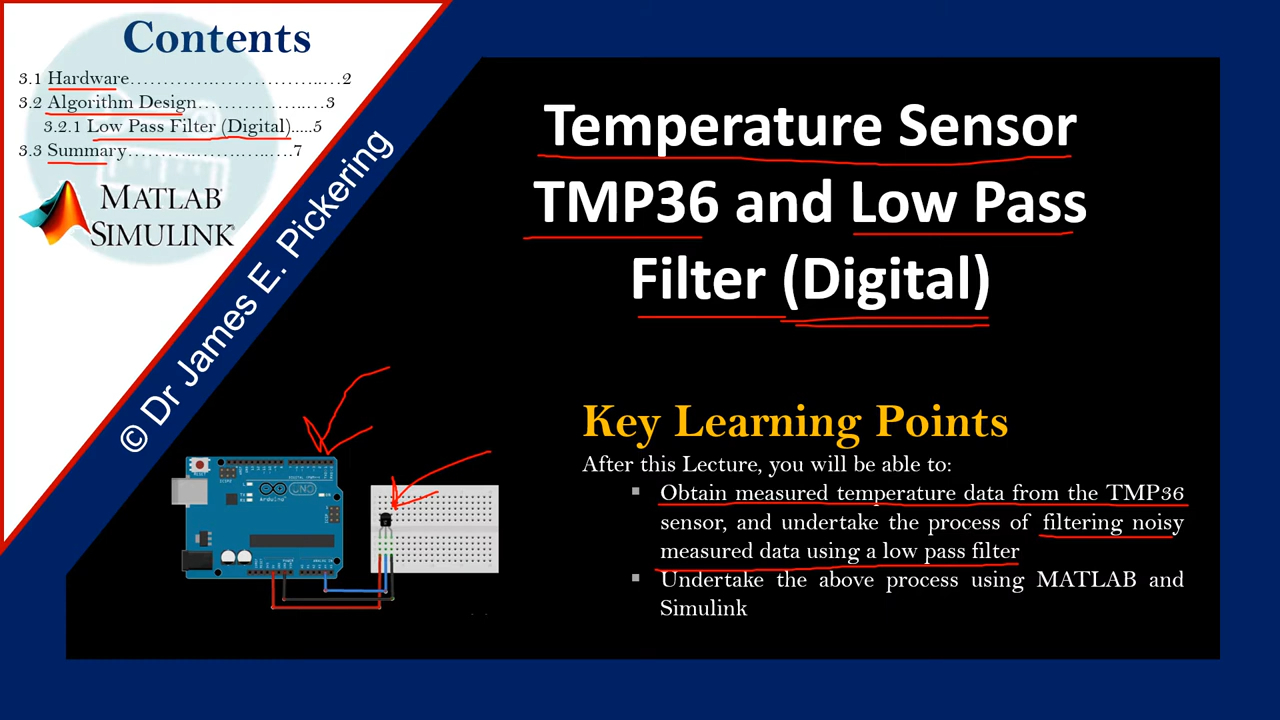 Contents
3.1 Hardware……………………………2
3.2 Algorithm Design…………………3
3.2.1 Low Pass Filter (Digital).....5
3.3 Summary……………………….7
MATLAB
SIMULINK
© Dr James E. Pickering
Temperature Sensor
TMP36 and Low Pass
Filter (Digital)
Key Learning Points
After this Lecture, you will be able to:
▪ Obtain measured temperature data from the TMP36
sensor, and undertake the process of filtering noisy
measured data using a low pass filter
▪ Undertake the above process using MATLAB and
Simulink
Arduino
UNO